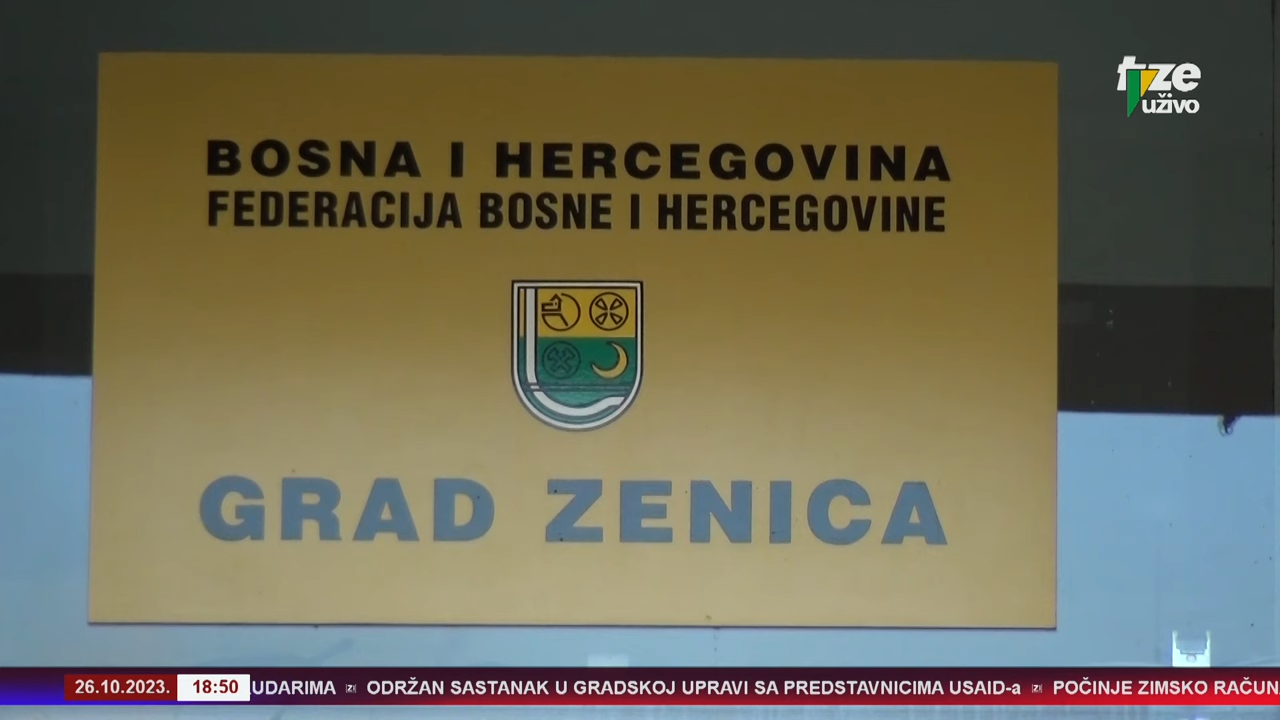 tvze
uživo
BOSNA I HERCEGOVINA
FEDERACIJA BOSNE I HERCEGOVINE
GRAD ZENICA
26.10.2023. 18:50 UDARIMA ODRŽAN SASTANAK U GRADSKOJ UPRAVI SA PREDSTAVNICIMA USAID-a POČINJE ZIMSKO RAČUN